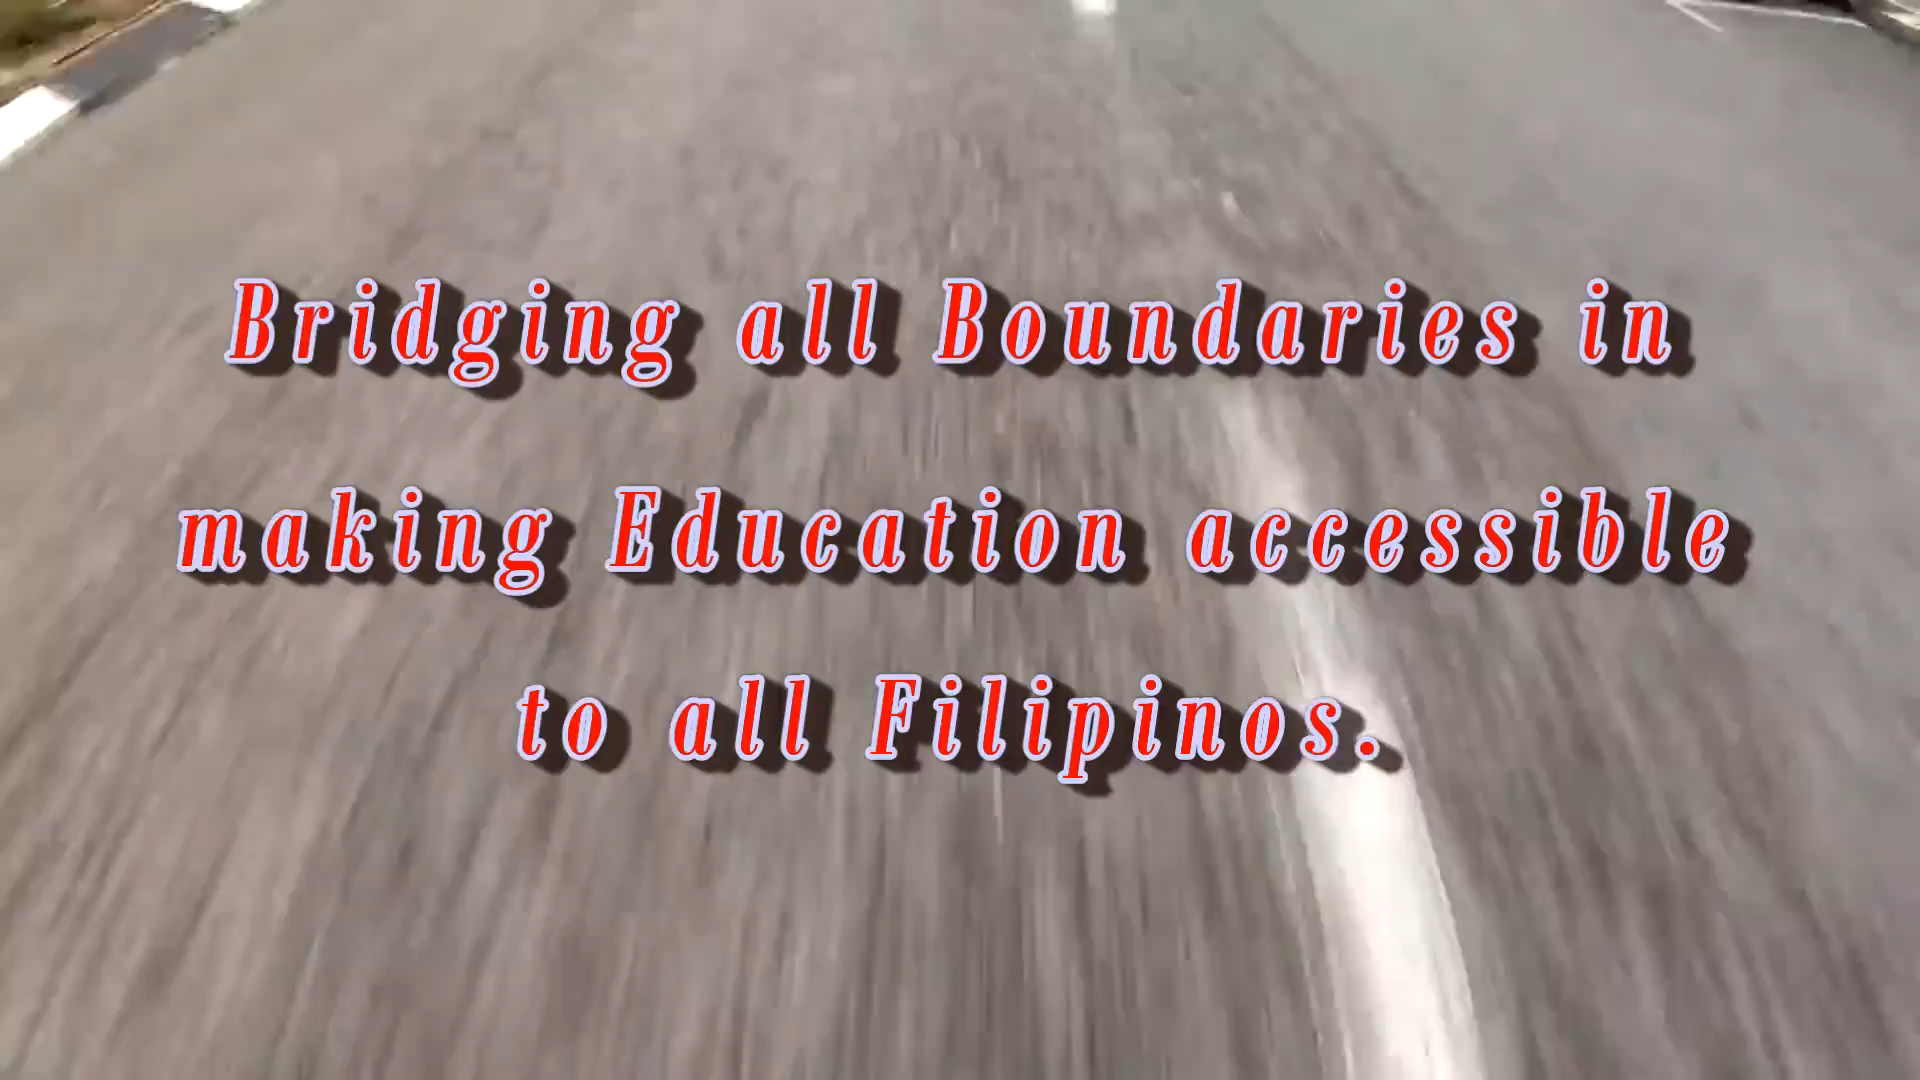 Bridging all Boundaries in
making Education accessible
to all Filipinos.